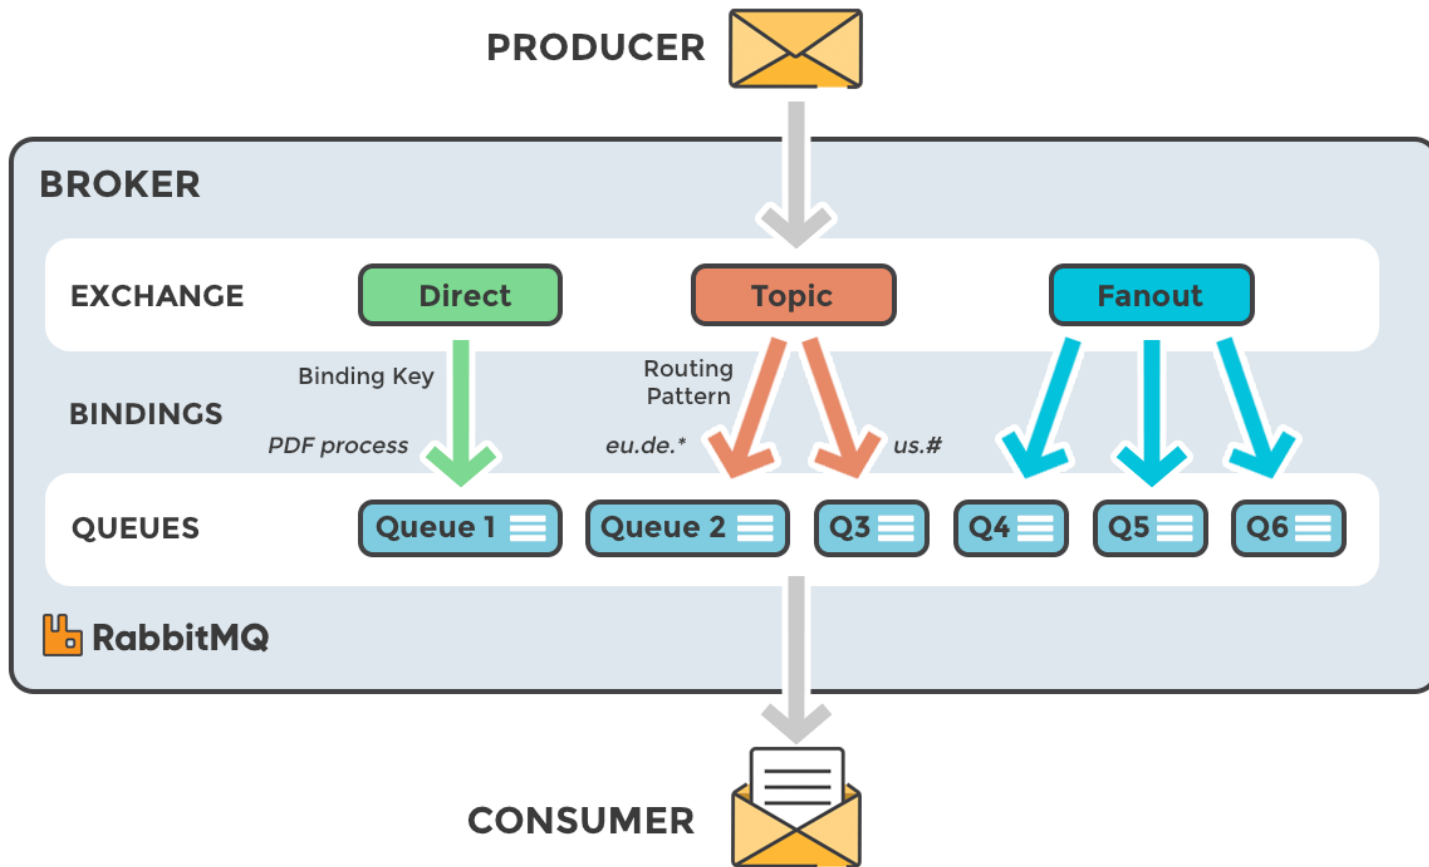 PRODUCER
BROKER
EXCHANGE
Direct
Topic
Fanout
Binding Key
Routing
Pattern
BINDINGS
PDF process
eu.de.*
us.#
QUEUES
Queue 1
Queue 2
Q3
Q4
Q5
Q6
RabbitMQ
CONSUMER